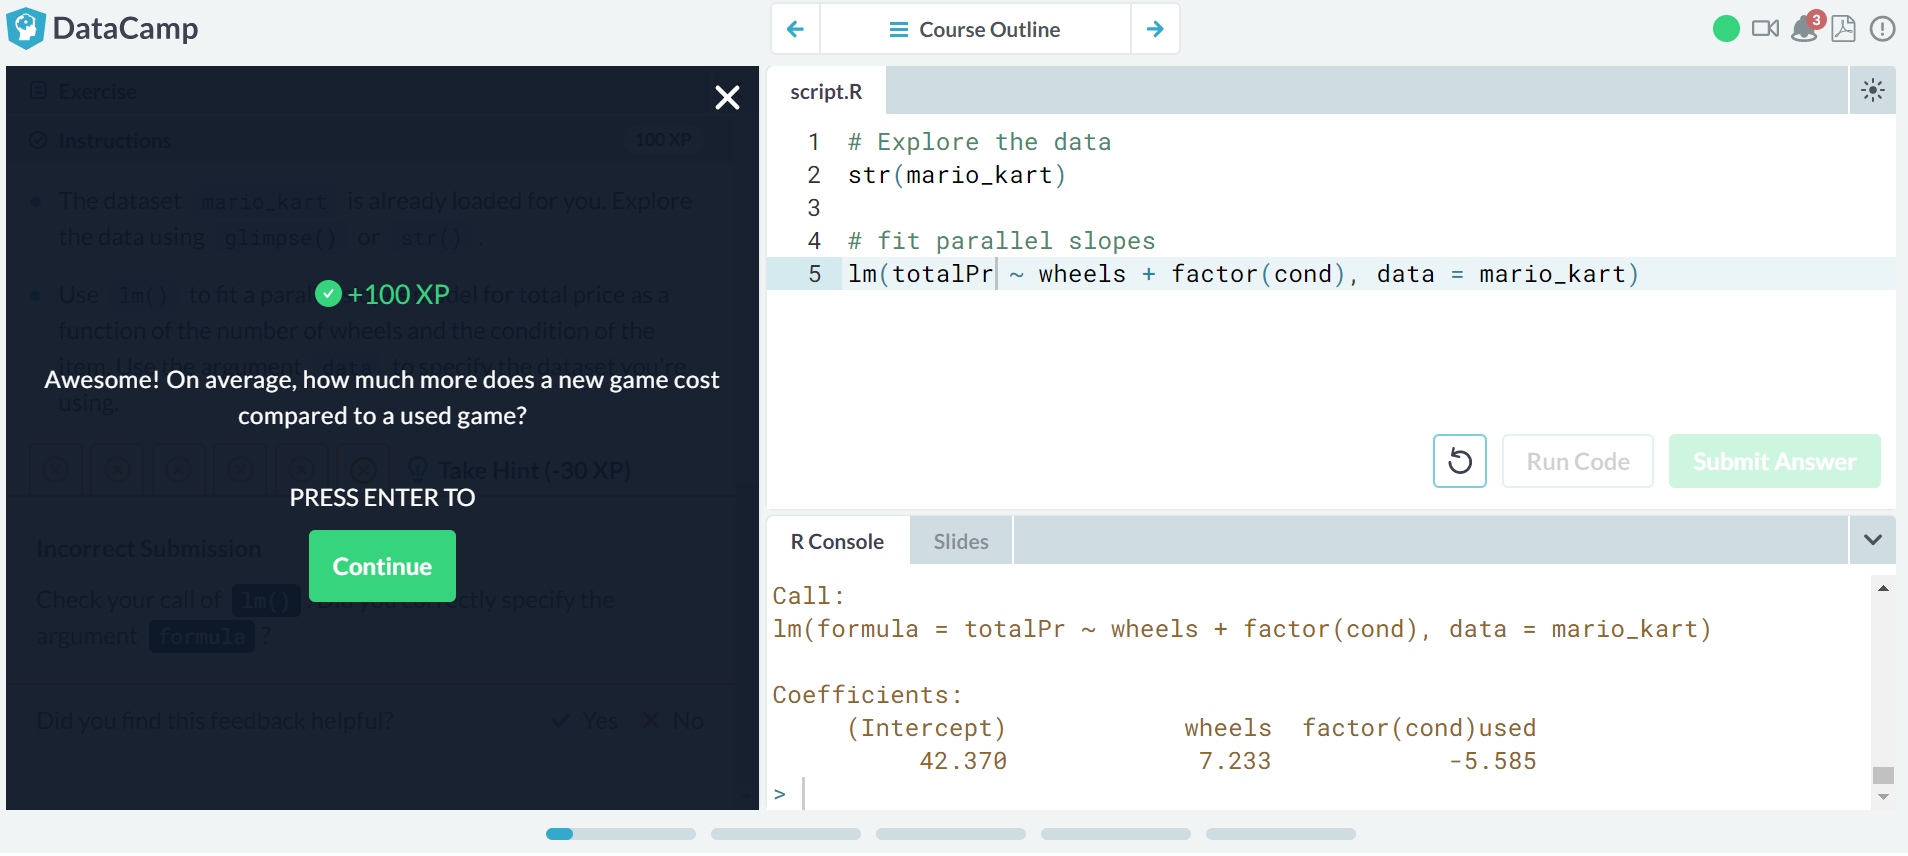 DataCamp
Course Outline
3
Exercise
Instructions
100 XP
The dataset mario_kart is already loaded for you. Explore
the data using glimpse() or str() .
Use lm() to fit a paral
del for total price as a
function of the number of wheels and the condition of the
item. Use the argument data to specify the dataset you're
using.
+100 XP
Awesome! On average, how much more does a new game cost
compared to a used game?
Take Hint (-30 XP)
PRESS ENTER TO
Continue
Incorrect Submission
Check your call of lm() . Did you correctly specify the
argument formula ?
Did you find this feedback helpful?
Yes
No
script.R
1 # Explore the data
2 str(mario_kart)
3
4 # fit parallel slopes
5 lm(totalPr ~ wheels + factor(cond), data = mario_kart)
Run Code
Submit Answer
R Console
Slides
Call:
lm(formula = totalPr ~ wheels + factor(cond), data = mario_kart)
Coefficients:
(Intercept) wheels factor(cond)used
42.370 7.233 -5.585
>